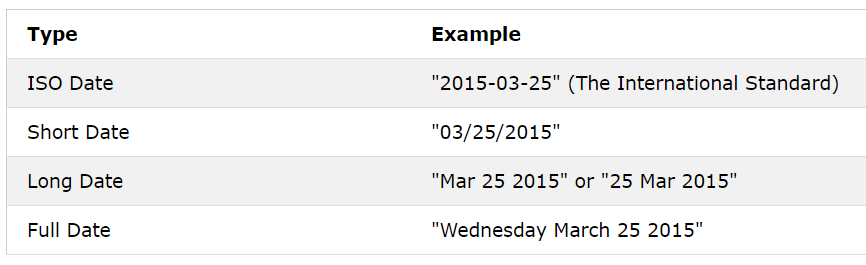 Type Example
ISO Date "2015-03-25" (The International Standard)
Short Date "03/25/2015"
Long Date "Mar 25 2015" or "25 Mar 2015"
Full Date "Wednesday March 25 2015"